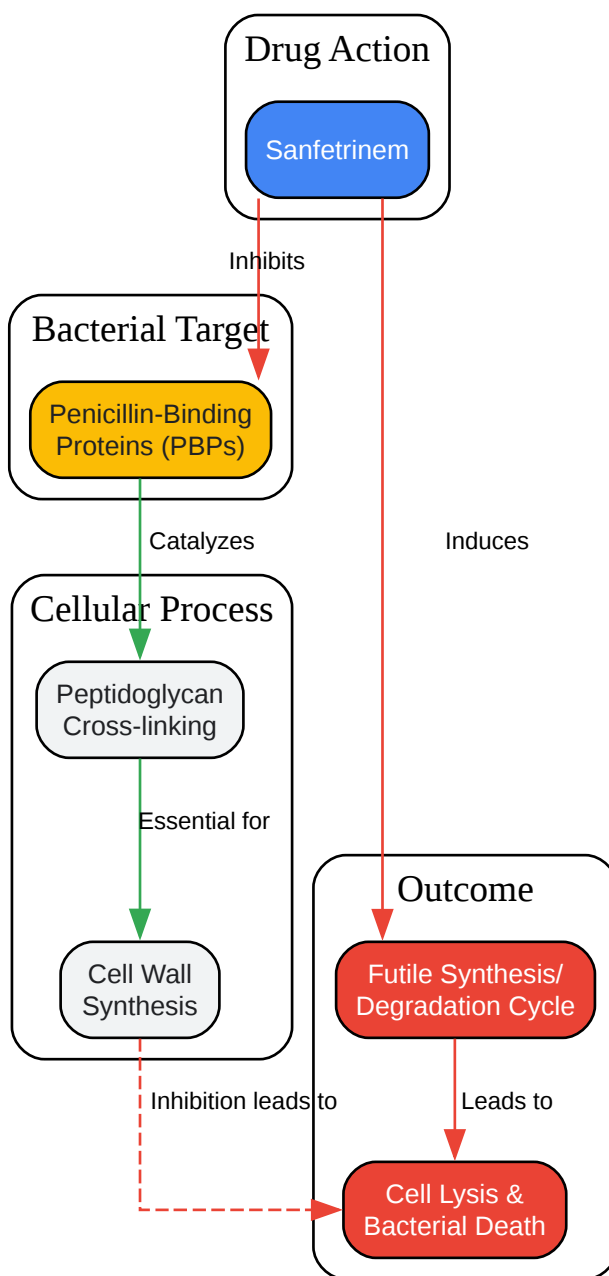 Drug Action
Sanfetrinem
Inhibits
Bacterial Target
Penicillin-Binding
Proteins (PBPs)
Catalyzes
Induces
Cellular Process
Peptidoglycan
Cross-linking
Essential for
Outcome
Cell Wall
Synthesis
Futile Synthesis/
Degradation Cycle
Inhibition leads to
Leads to
Cell Lysis &
Bacterial Death